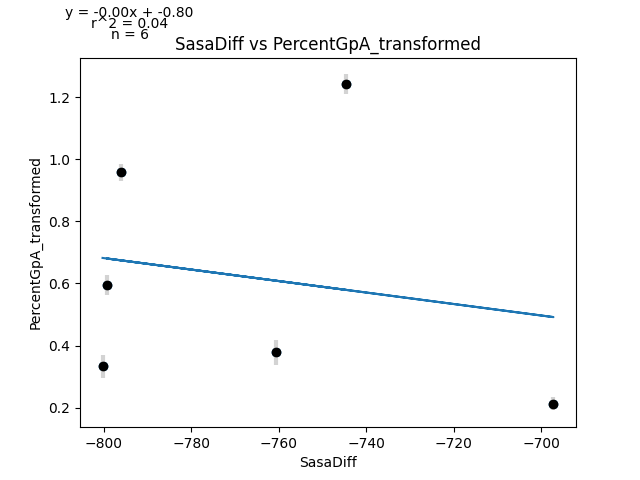 y = -0.00x + -0.80
r^2 = 0.04
n = 6
SasaDiff vs PercentGpA_transformed
PercentGpA_transformed
1.2
1.0
0.8
0.6
0.4
0.2
−800
−780
−760
−740
−720
−700
SasaDiff